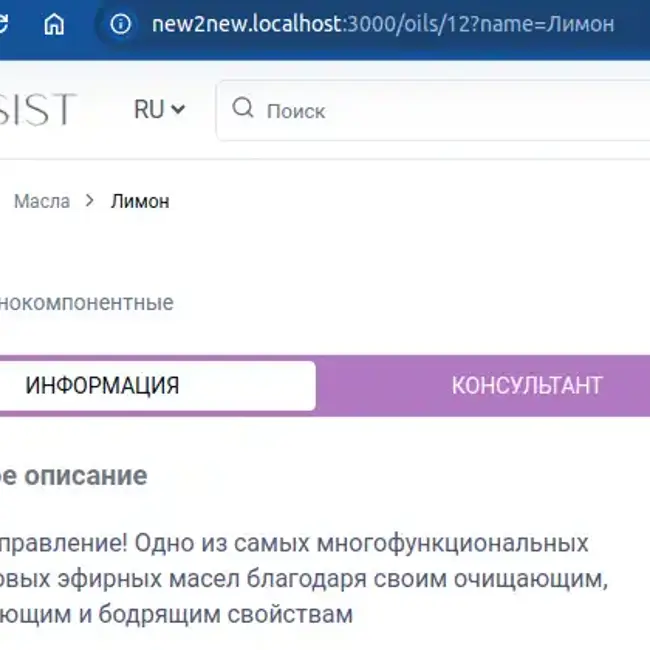 new2new.localhost:3000/oils/12?name=Лимон
SIST RU Поиск
Масла > Лимон
нокомпонентные
ИНФОРМАЦИЯ КОНСУЛЬТАНТ
ое описание
правление! Одно из самых многофункциональных
овых эфирных масел благодаря своим очищающим,
ющим и бодрящим свойствам